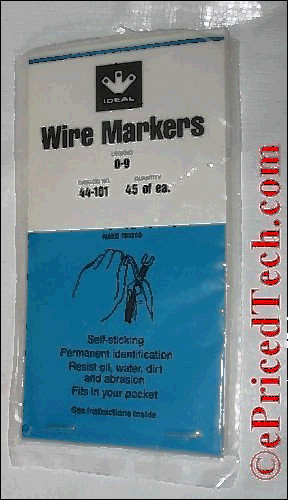 IDEAL
Wire Markers
LEGEND
0-9
CATALOG NO. QUANTITY
44-101 45 of ea.
Self-sticking
Permanent identification
Resist oil, water, dirt
and abrasion
Fits in your pocket
See instructions inside
©ePricedTech.com